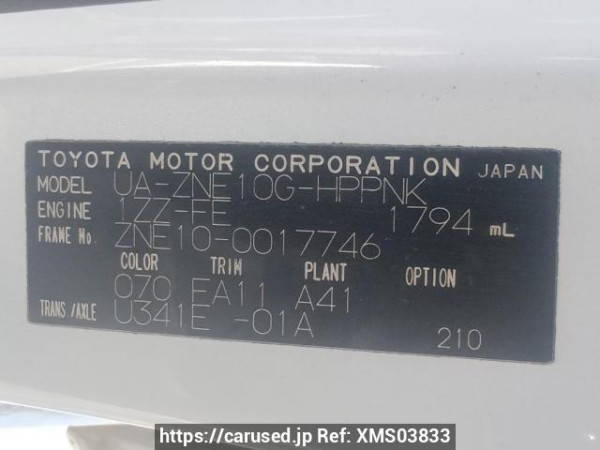 TOYOTA MOTOR CORPORATION JAPAN
MODEL UA-ZNE10G-HPPNK
ENGINE 1ZZ-FE 1794 mL
FRAME No. ZNE10-0017746
COLOR TRIM PLANT OPTION
070 FA11 A41
TRANS/AXLE U341E -01A 210
https://carused.jp Ref: XMS03833